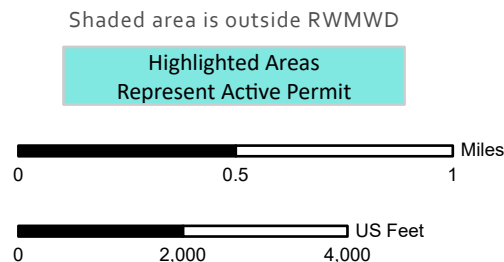 Shaded area is outside RWMWD
Highlighted Areas
Represent Active Permit
Miles
0 0.5 1
US Feet
0 2,000 4,000